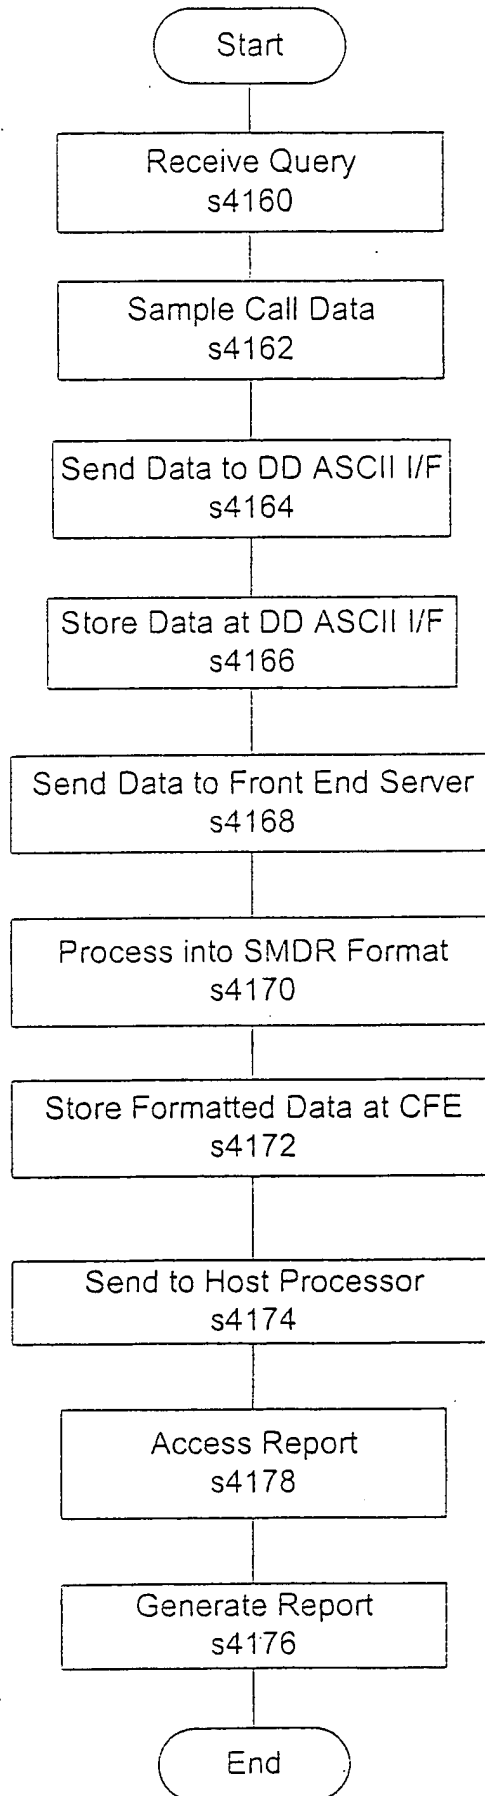 Start
Receive Query
s4160
Sample Call Data
s4162
Send Data to DD ASCII I/F
s4164
Store Data at DD ASCII I/F
s4166
Send Data to Front End Server
s4168
Process into SMDR Format
s4170
Store Formatted Data at CFE
s4172
Send to Host Processor
s4174
Access Report
s4178
Generate Report
s4176
End